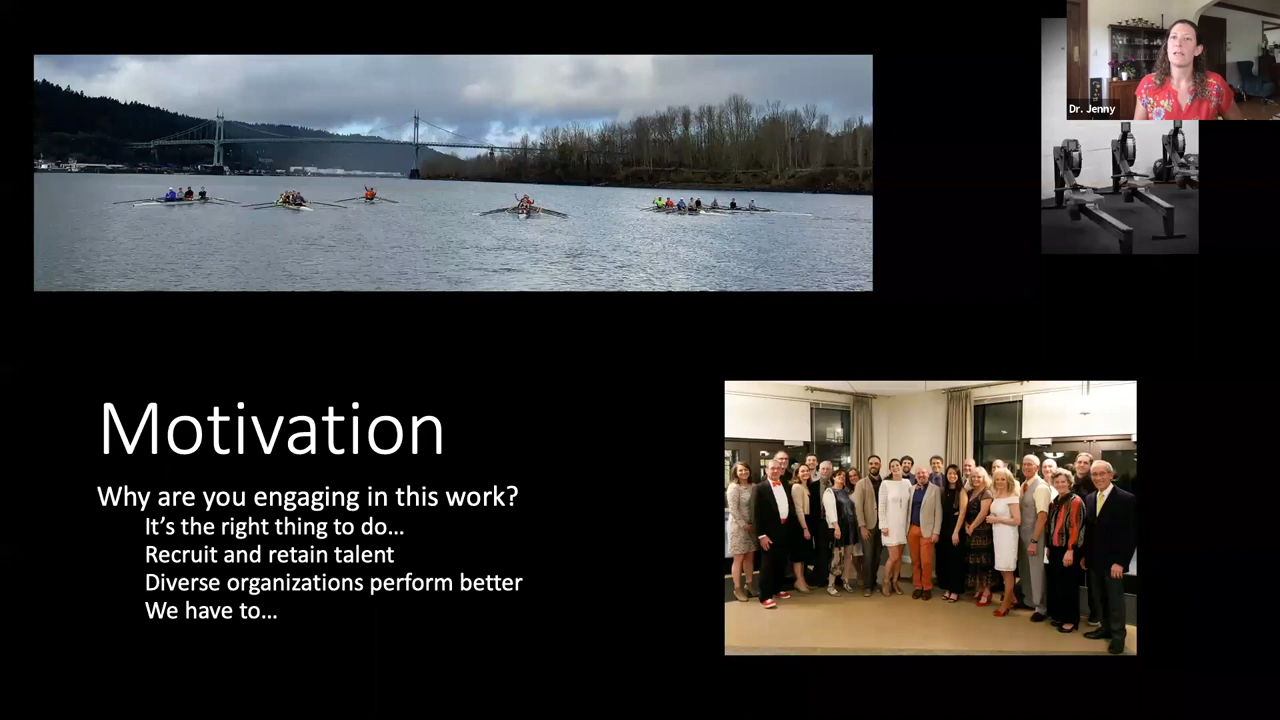 Dr. Jenny
Motivation
Why are you engaging in this work?
It's the right thing to do…
Recruit and retain talent
Diverse organizations perform better
We have to…